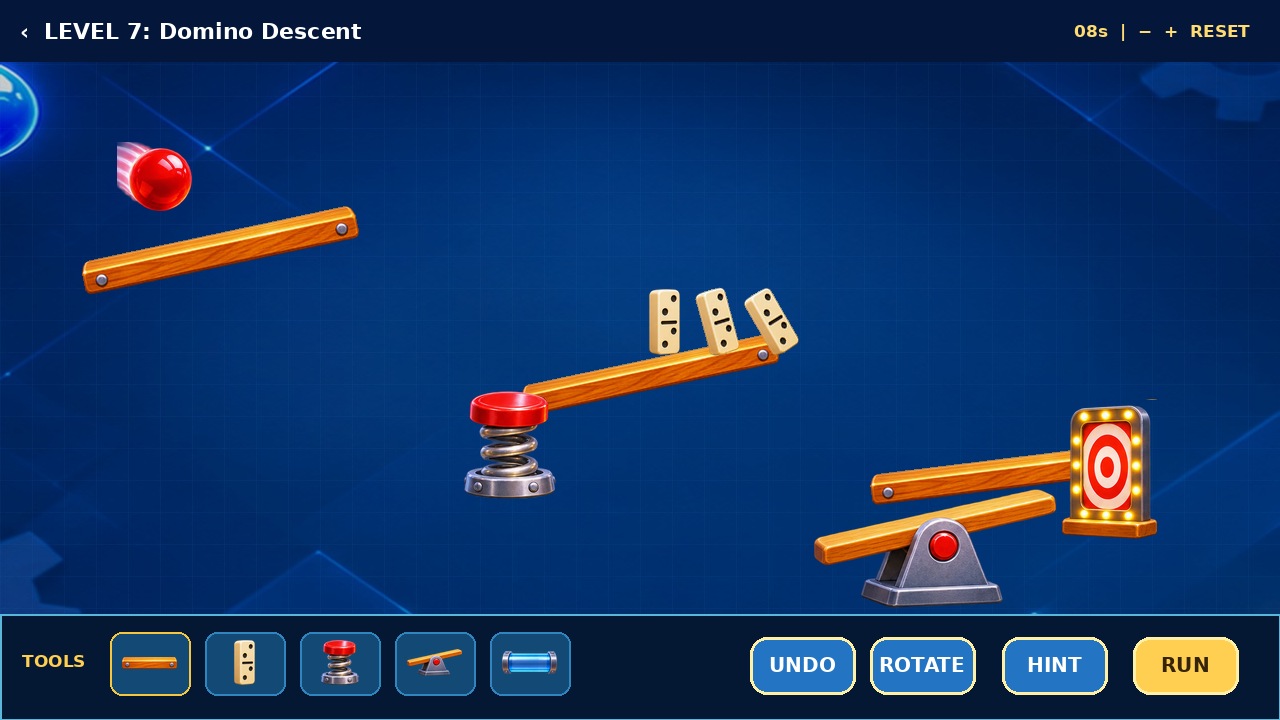 ‹ LEVEL 7: Domino Descent
08s | − + RESET
TOOLS
UNDO
ROTATE
HINT
RUN